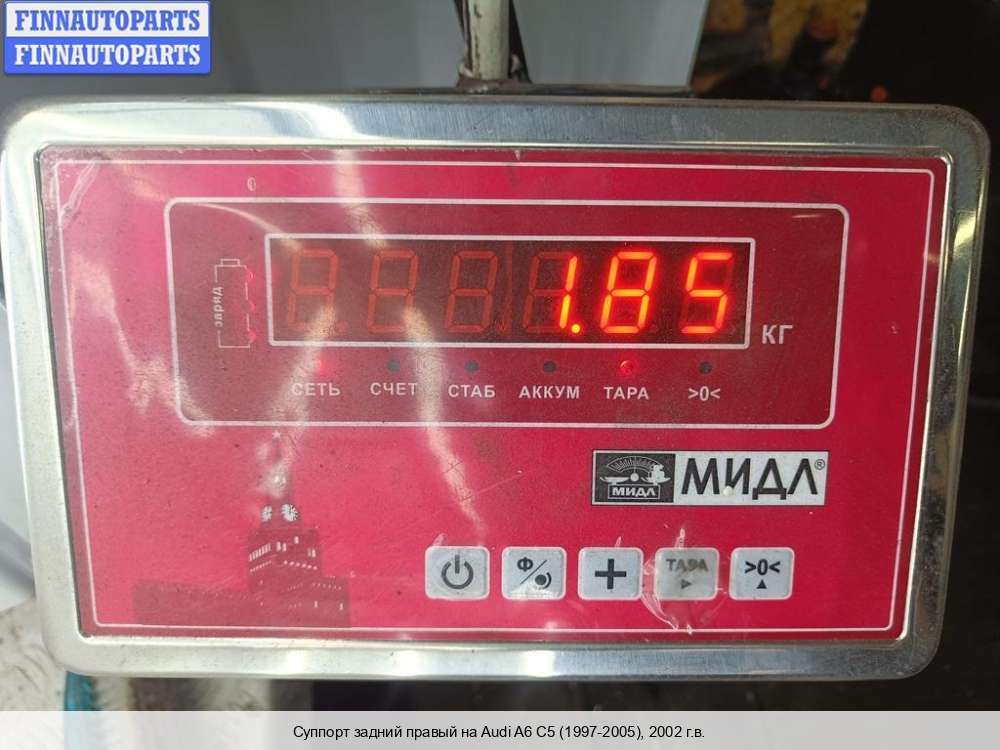 FINNAUTOPARTS
FINNAUTOPARTS
заряд
1.85
КГ
СЕТЬ СЧЕТ СТАБ АККУМ ТАРА >0<
МИДЛ МИДЛ®
Ф
+ ТАРА >0<
Суппорт задний правый на Audi A6 C5 (1997-2005), 2002 г.в.